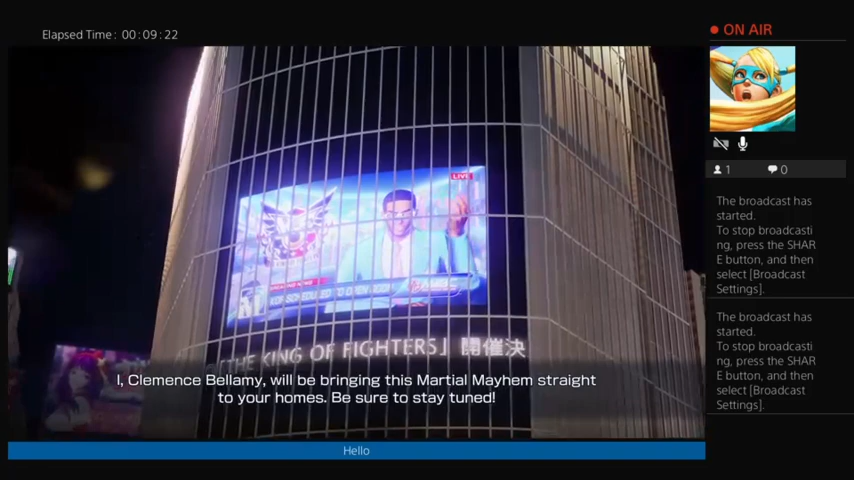 Elapsed Time: 00:09:22
ON AIR
LIVE
1
0
The broadcast has
started.
To stop broadcasti
ng, press the SHAR
E button, and then
select [Broadcast
Settings].
The broadcast has
started.
To stop broadcasti
ng, press the SHAR
E button, and then
select [Broadcast
Settings].
「THE KING OF FIGHTERS」開催決
I, Clemence Bellamy, will be bringing this Martial Mayhem straight
to your homes. Be sure to stay tuned!
Hello